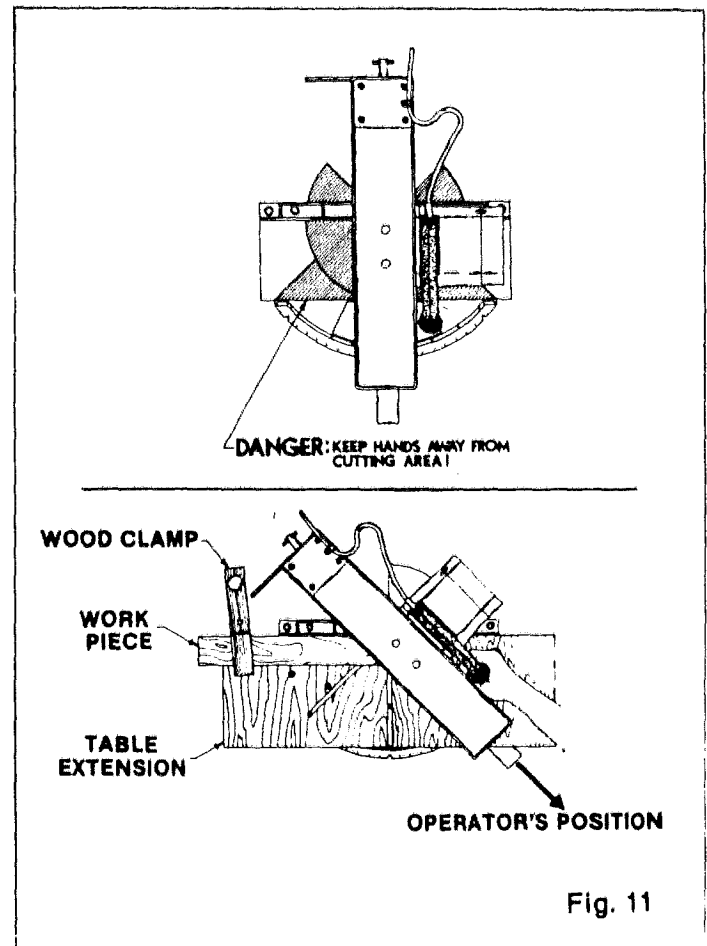 DANGER: KEEP HANDS AWAY FROM
CUTTING AREA!
WOOD CLAMP
WORK
PIECE
TABLE
EXTENSION
OPERATOR'S POSITION
Fig. 11